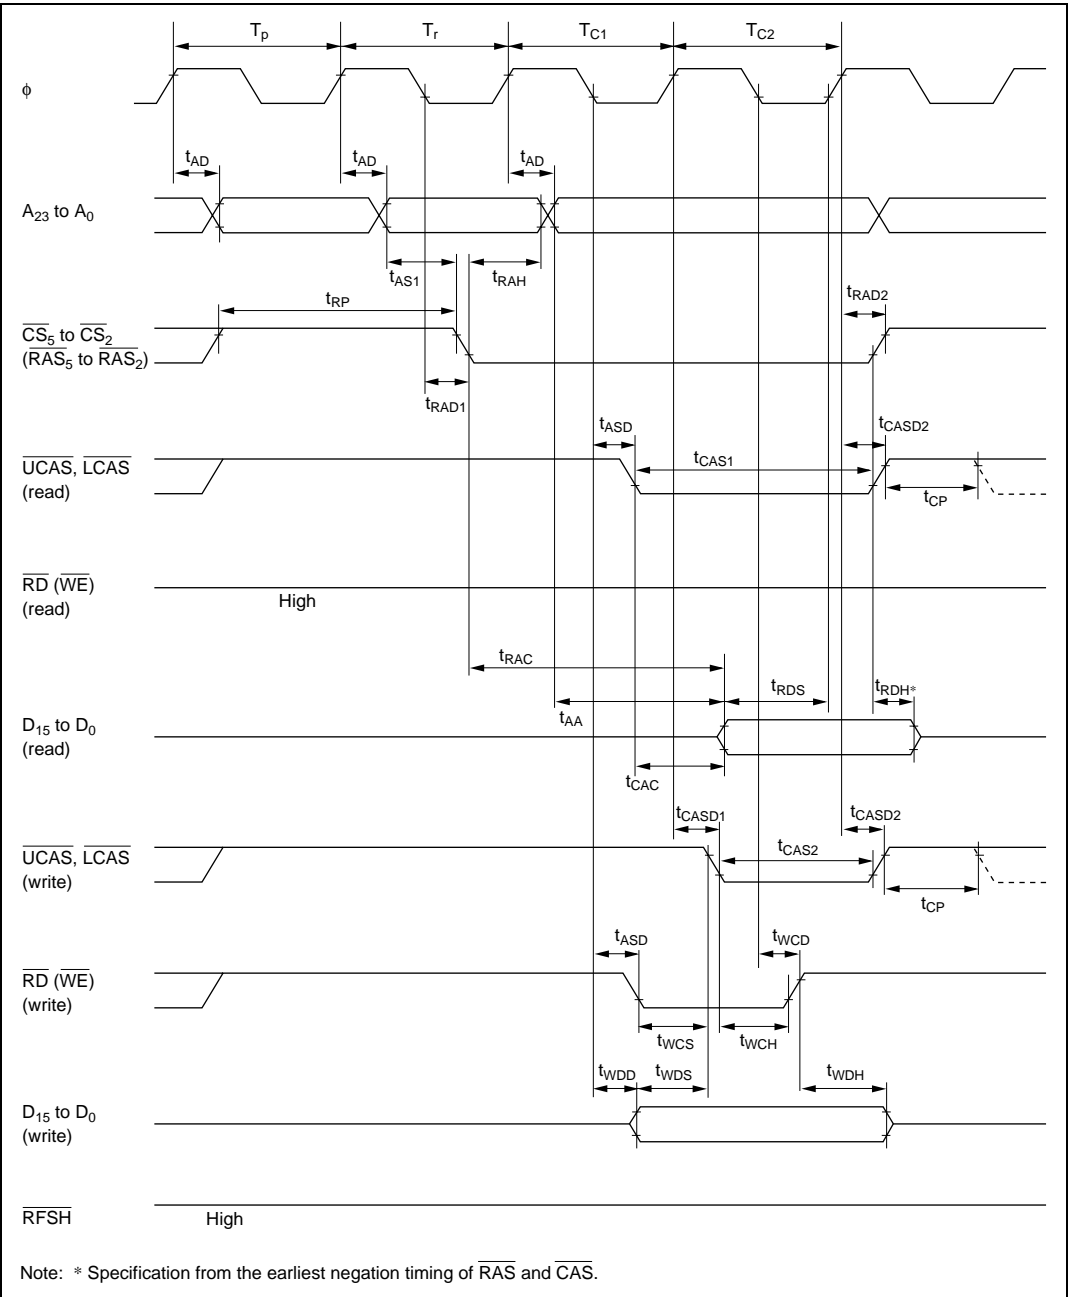 Tp Tr TC1 TC2
ϕ
tAD tAD tAD
A23 to A0
tAS1 tRAH
tRP tRAD2
CS5 to CS2
(RAS5 to RAS2)
tRAD1
tASD tCASD2
UCAS, LCAS
(read)
tCAS1
tCP
RD (WE)
(read)
High
tRAC
tRDS tRDH*
tAA
D15 to D0
(read)
tCAC
tCASD1 tCASD2
UCAS, LCAS
(write)
tCAS2
tCP
tASD tWCD
RD (WE)
(write)
tWCS tWCH
tWDD tWDS tWDH
D15 to D0
(write)
RFSH
High
Note: * Specification from the earliest negation timing of RAS and CAS.